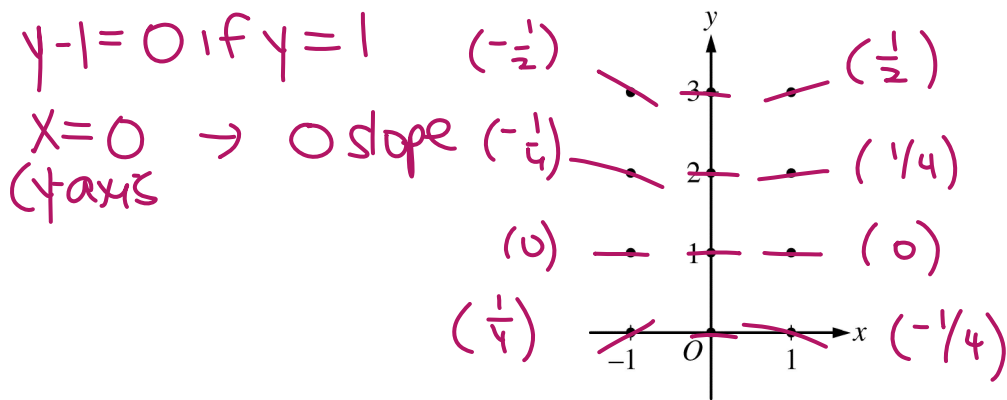 y-1=0 if y=1
x=0 → 0 slope
(y-axis
y
(-1/2) 3 (1/2)
(-1/4) 2 (1/4)
(0) 1 (0)
(1/4) O x (-1/4)
-1 1